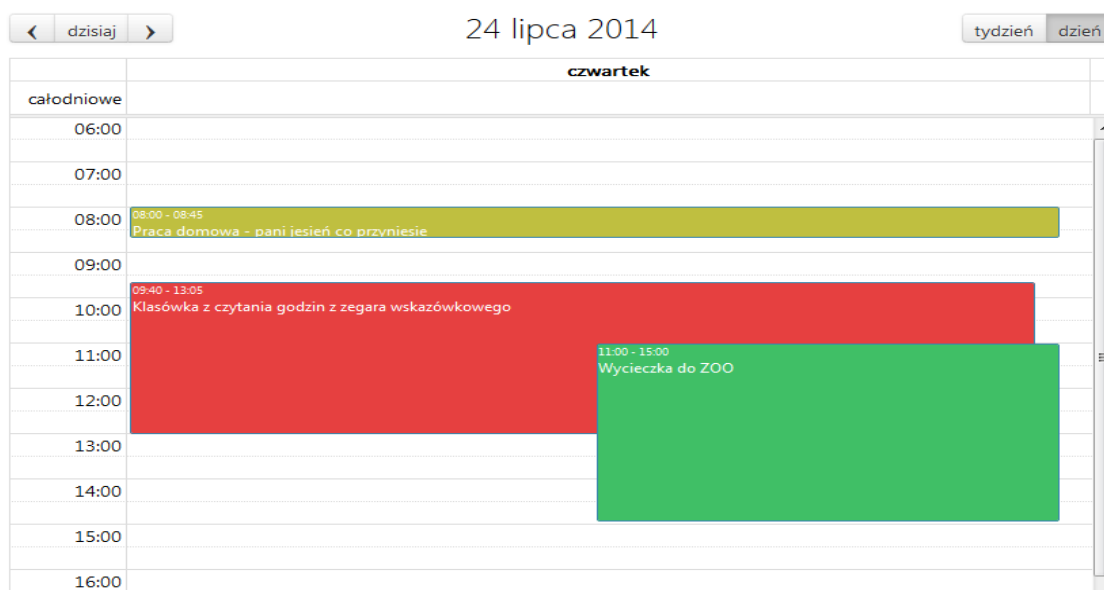 dzisiaj
24 lipca 2014
tydzień dzień
czwartek
całodniowe
06:00
07:00
08:00
08:00 - 08:45
Praca domowa - pani jesień co przyniesie
09:00
09:40 - 13:05
10:00
Klasówka z czytania godzin z zegara wskazówkowego
11:00
11:00 - 15:00
Wycieczka do ZOO
12:00
13:00
14:00
15:00
16:00